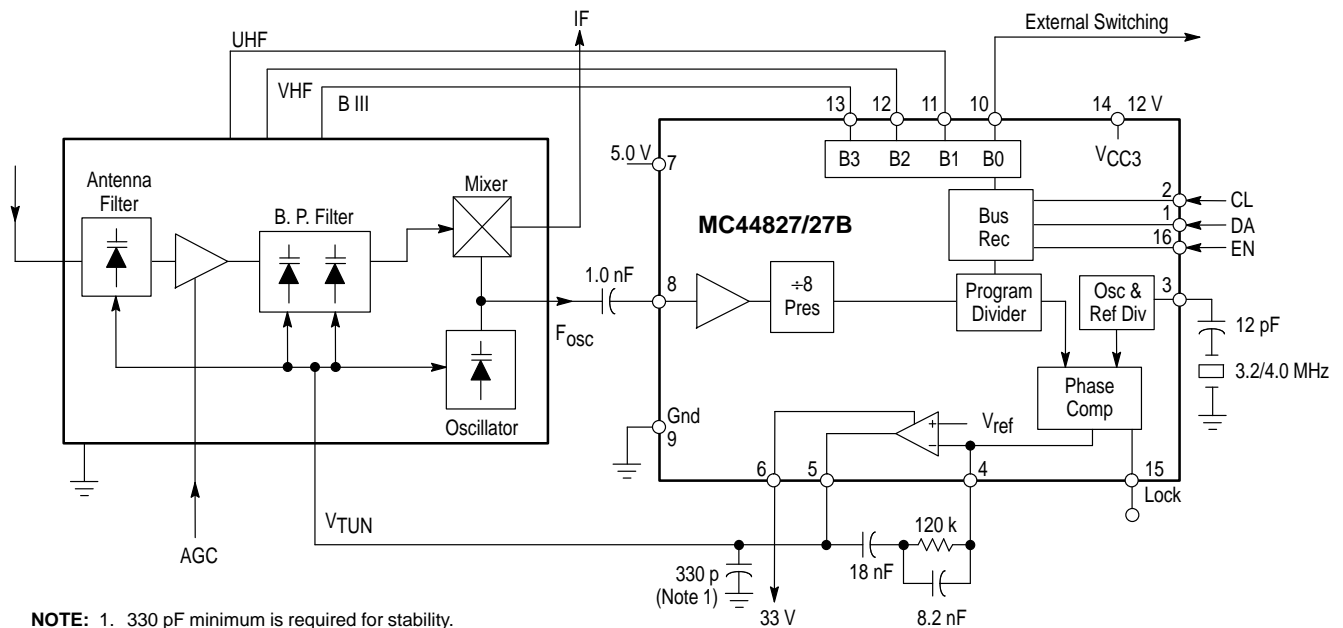 External Switching
IF
UHF
VHF
B III
13
12
11
10
14
12 V
VCC3
5.0 V
7
B3
B2
B1
B0
Antenna
Filter
B. P. Filter
Mixer
MC44827/27B
Bus
Rec
2
CL
1
DA
16
EN
1.0 nF
8
÷8
Pres
Program
Divider
Osc &
Ref Div
3
12 pF
3.2/4.0 MHz
Fosc
Oscillator
Phase
Comp
Gnd
9
+
–
Vref
6
5
4
15
Lock
VTUN
AGC
120 k
18 nF
330 p
(Note 1)
8.2 nF
33 V
NOTE: 1. 330 pF minimum is required for stability.